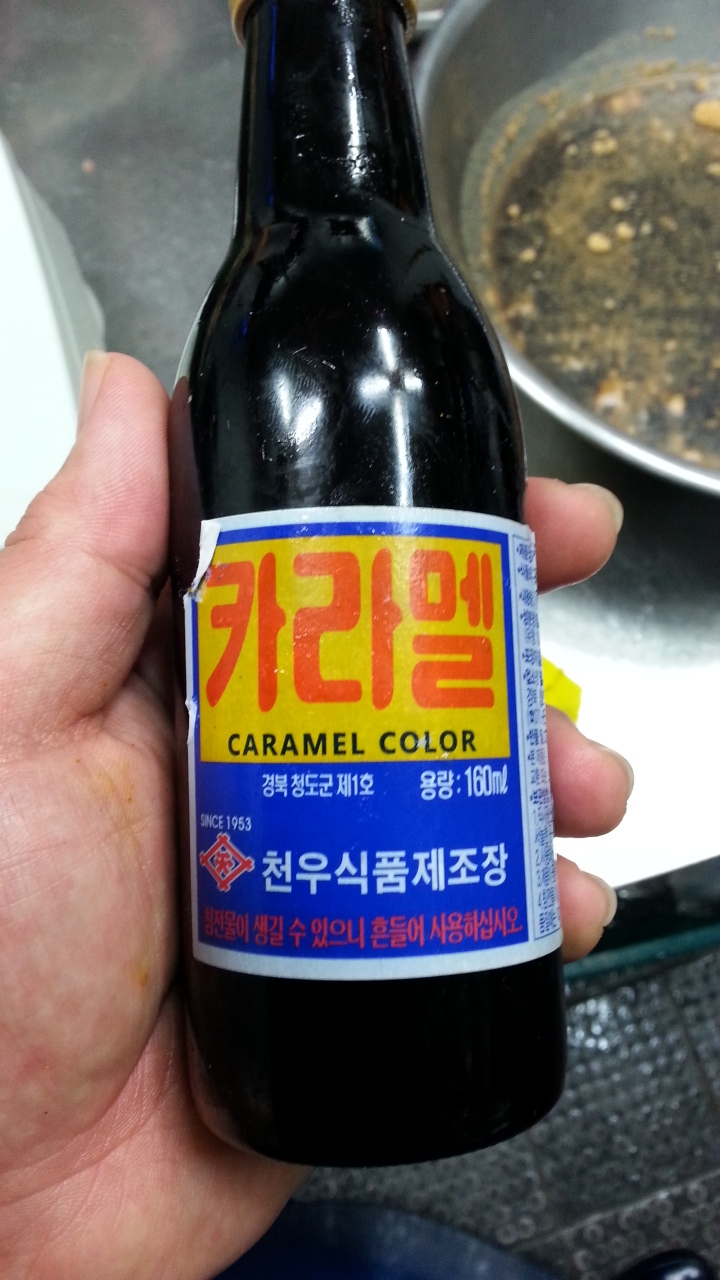 카라멜
CARAMEL COLOR
경북 청도군 제1호 용량: 160㎖
SINCE 1953
천우식품제조장
침전물이 생길 수 있으니 흔들어 사용하십시오.